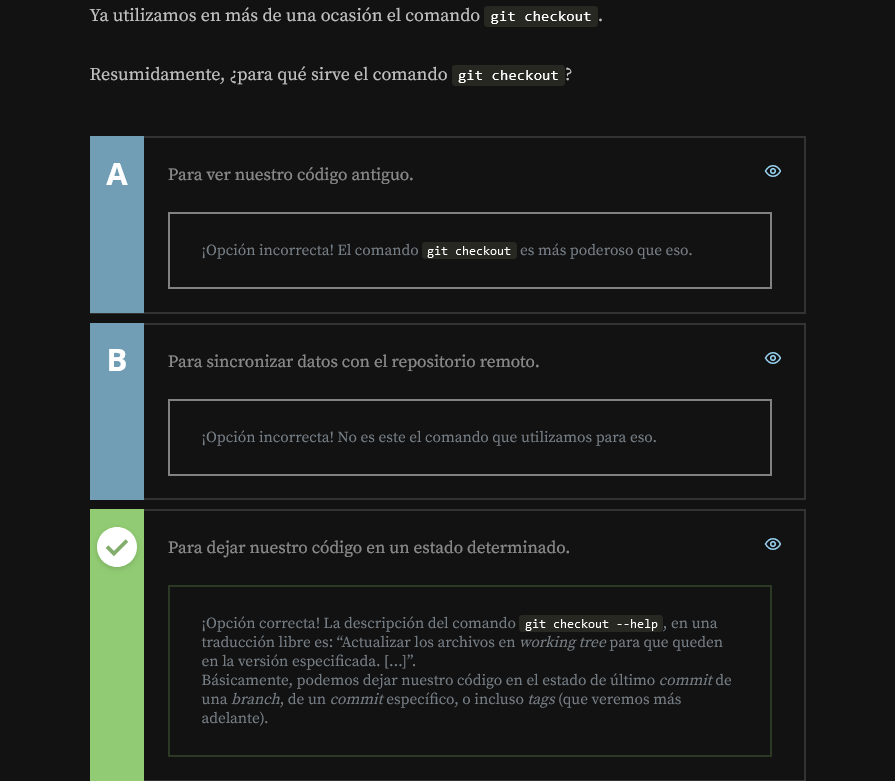 Ya utilizamos en más de una ocasión el comando git checkout.
Resumidamente, ¿para qué sirve el comando git checkout?
A
Para ver nuestro código antiguo.
¡Opción incorrecta! El comando git checkout es más poderoso que eso.
B
Para sincronizar datos con el repositorio remoto.
¡Opción incorrecta! No es este el comando que utilizamos para eso.
Para dejar nuestro código en un estado determinado.
¡Opción correcta! La descripción del comando git checkout --help, en una
traducción libre es: “Actualizar los archivos en working tree para que queden
en la versión especificada. [...]”.
Básicamente, podemos dejar nuestro código en el estado de último commit de
una branch, de un commit específico, o incluso tags (que veremos más
adelante).